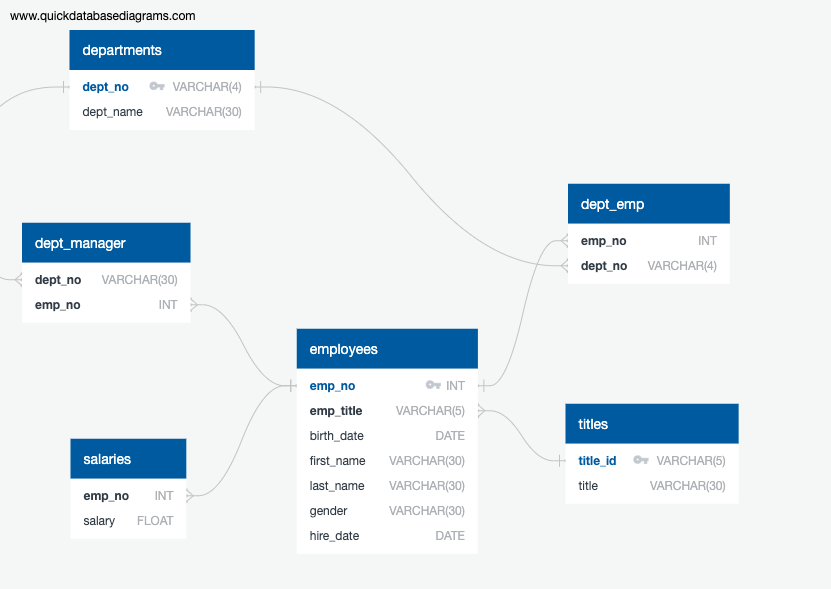 www.quickdatabasediagrams.com
departments
dept_no VARCHAR(4)
dept_name VARCHAR(30)
dept_emp
emp_no INT
dept_no VARCHAR(4)
dept_manager
dept_no VARCHAR(30)
emp_no INT
employees
emp_no INT
emp_title VARCHAR(5)
birth_date DATE
first_name VARCHAR(30)
last_name VARCHAR(30)
gender VARCHAR(30)
hire_date DATE
titles
title_id VARCHAR(5)
title VARCHAR(30)
salaries
emp_no INT
salary FLOAT